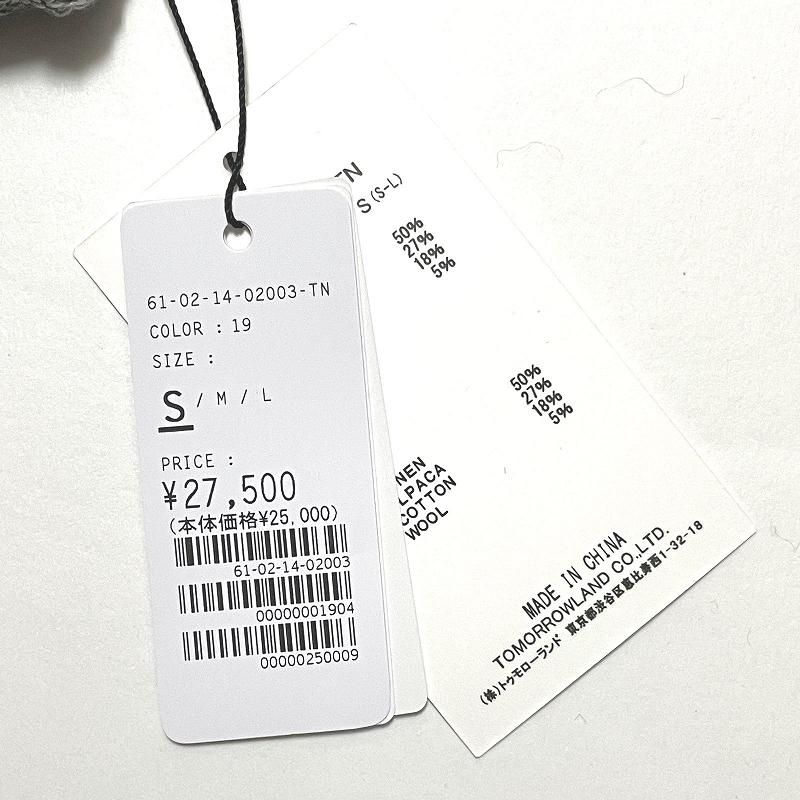 61-02-14-02003-TN
COLOR : 19
SIZE :
S / M / L
PRICE :
¥27,500
(本体価格¥25,000)
61-02-14-02003
00000001904
00000250009
TN
S (S-L)
50%
27%
18%
5%
50%
27%
18%
5%
NEN
LPACA
COTTON
WOOL
MADE IN CHINA
TOMORROWLAND CO.,LTD.
(株)トゥモローランド 東京都渋谷区恵比寿西1-32-18